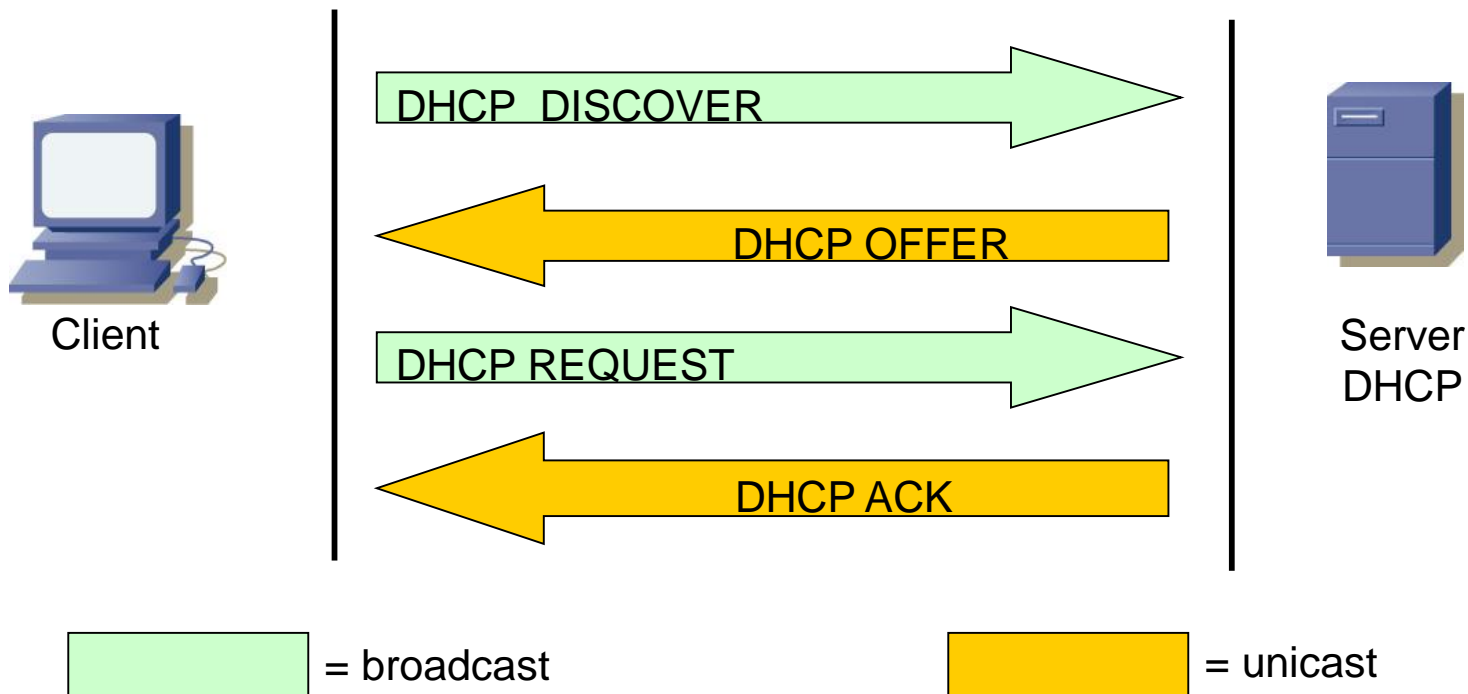 DHCP DISCOVER
DHCP OFFER
Client
Server
DHCP
DHCP REQUEST
DHCP ACK
= broadcast
= unicast